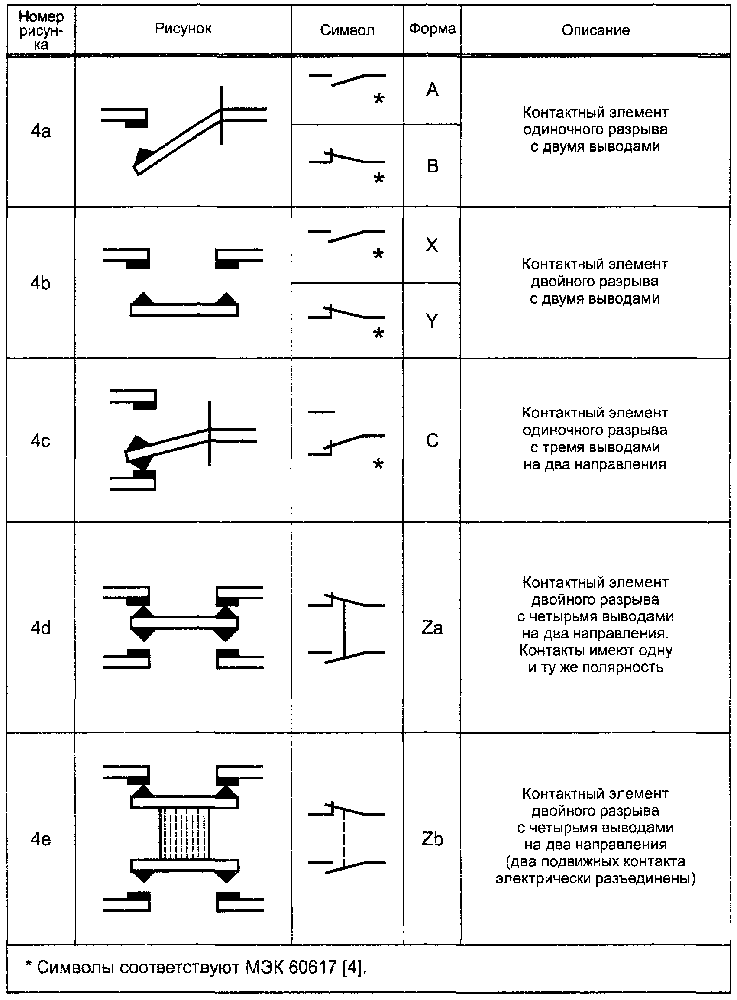 Номер
рисун-
ка
Рисунок
Символ
Форма
Описание
4a
*
A
*
B
Контактный элемент
одиночного разрыва
с двумя выводами
4b
*
X
*
Y
Контактный элемент
двойного разрыва
с двумя выводами
4c
*
C
Контактный элемент
одиночного разрыва
с тремя выводами
на два направления
4d
Za
Контактный элемент
двойного разрыва
с четырьмя выводами
на два направления.
Контакты имеют одну
и ту же полярность
4e
Zb
Контактный элемент
двойного разрыва
с четырьмя выводами
на два направления
(два подвижных контакта
электрически разъединены)
* Символы соответствуют МЭК 60617 [4].